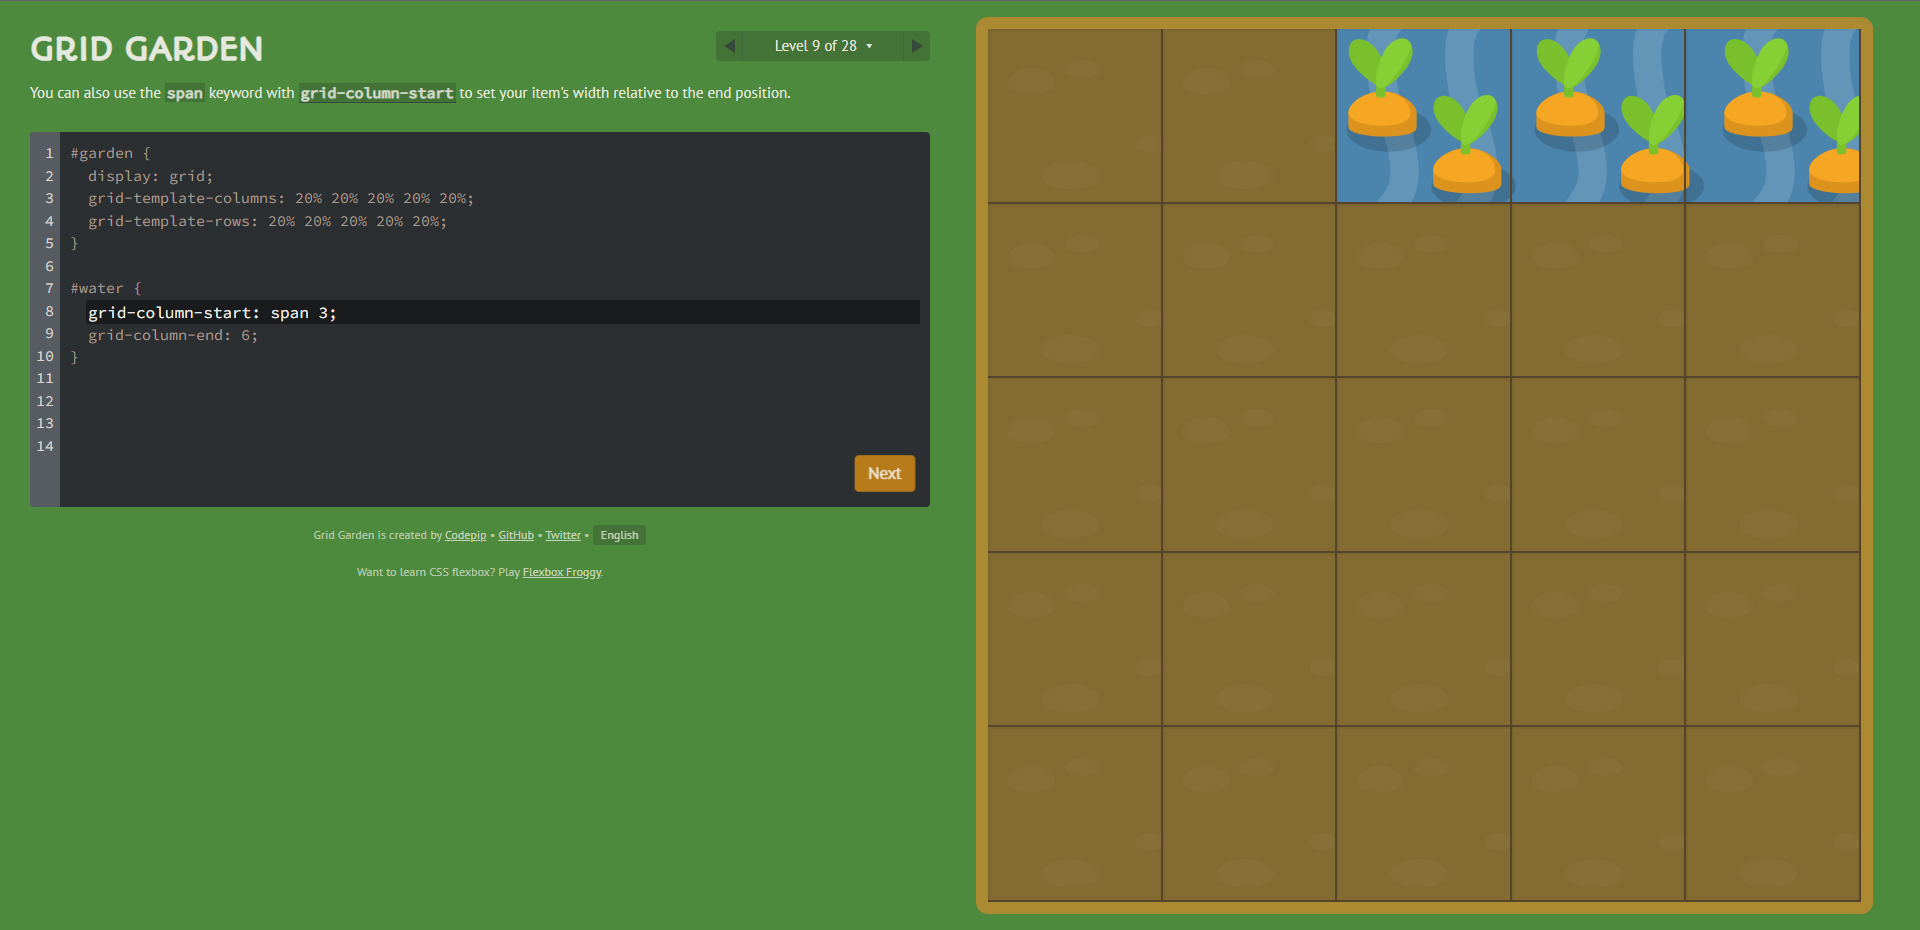 GRID GARDEN
◀ Level 9 of 28 ▼ ▶
You can also use the span keyword with grid-column-start to set your item's width relative to the end position.
1 #garden {
2 display: grid;
3 grid-template-columns: 20% 20% 20% 20% 20%;
4 grid-template-rows: 20% 20% 20% 20% 20%;
5 }
6
7 #water {
8 grid-column-start: span 3;
9 grid-column-end: 6;
10 }
11
12
13
14
Next
Grid Garden is created by Codepip • GitHub • Twitter • English
Want to learn CSS flexbox? Play Flexbox Froggy.